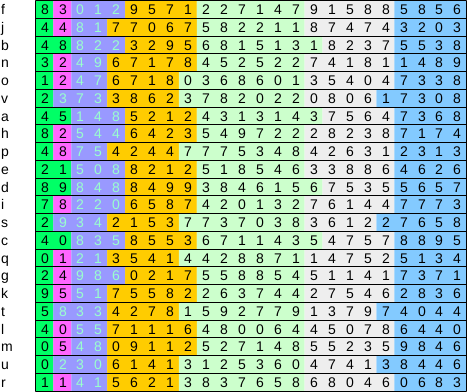 f 8 3 0 1 2 9 5 7 1 2 2 7 1 4 7 9 1 5 8 8 5 8 5 6
j 4 4 8 1 7 7 0 6 7 5 8 2 2 1 1 8 7 4 7 4 3 2 0 3
b 4 8 8 2 2 3 2 9 5 6 8 1 5 1 3 1 8 2 3 7 5 5 3 8
n 3 2 4 9 6 7 1 7 8 4 5 2 5 2 2 7 4 1 8 1 1 4 8 9
o 1 2 4 7 6 7 1 8 0 3 6 8 6 0 1 3 5 4 0 4 7 3 3 8
v 2 3 7 3 3 8 6 2 3 7 8 2 0 2 2 0 8 0 6 1 7 3 0 8
a 4 5 1 4 8 5 2 1 2 4 3 1 3 1 4 3 7 5 6 4 7 3 6 8
h 8 2 5 4 4 6 4 2 3 5 4 9 7 2 2 2 8 2 3 8 7 1 7 4
p 4 8 7 5 4 2 4 4 7 7 7 5 3 4 8 4 2 6 3 1 2 3 1 3
e 2 1 5 0 8 8 2 1 2 5 1 8 5 4 6 3 3 8 8 6 4 6 2 6
d 8 9 8 4 8 8 4 9 9 3 8 4 6 1 5 6 7 5 3 5 5 6 5 7
i 7 8 2 2 0 6 5 8 7 4 2 0 1 3 2 7 6 1 4 4 7 7 7 3
s 2 9 3 4 2 1 5 3 7 7 3 7 0 3 8 3 6 1 2 2 7 6 5 8
c 4 0 8 3 5 8 5 5 3 6 7 1 1 4 3 5 4 7 5 7 8 8 9 5
q 0 1 2 1 3 5 4 1 4 4 2 8 8 7 1 1 4 7 5 2 5 1 3 4
g 2 4 9 8 6 0 2 1 7 5 5 8 8 5 4 5 1 1 4 1 7 3 7 1
k 9 5 5 1 7 5 5 8 2 2 6 3 7 4 4 2 7 5 4 6 2 8 3 6
t 5 8 3 3 4 2 7 8 1 5 9 2 7 7 9 1 3 7 9 7 4 0 4 4
l 4 0 5 5 7 1 1 1 6 4 8 0 0 6 4 4 5 0 7 8 6 4 4 0
m 0 5 4 8 0 9 1 1 2 5 2 7 1 4 8 5 5 2 3 5 9 8 4 6
u 0 2 3 0 6 1 4 1 3 1 2 5 3 6 0 4 7 4 1 3 8 4 4 6
r 1 1 4 1 5 6 2 1 3 8 3 7 6 5 8 6 8 0 4 6 0 6 8 2